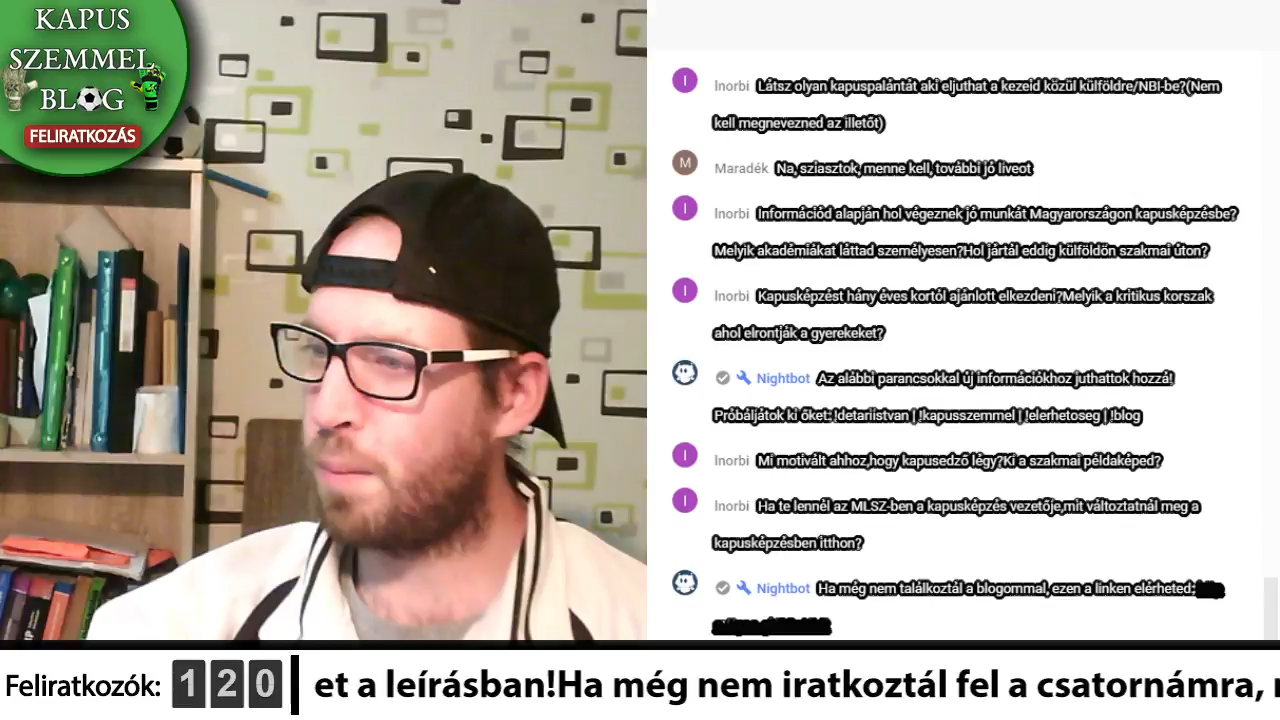 KAPUS
SZEMMEL
BLOG
FELIRATKOZÁS
I Inorbi Látsz olyan kapuspalántát aki eljuthat a kezeid közül külföldre/NBI-be?(Nem
kell megnevezned az illetőt)
M Maradék Na, sziasztok, menne kell, további jó liveot
I Inorbi Információd alapján hol végeznek jó munkát Magyarországon kapusképzésbe?
Melyik akadémiákat láttad személyesen?Hol jártál eddig külföldön szakmai úton?
I Inorbi Kapusképzést hány éves kortól ajánlott elkezdeni?Melyik a kritikus korszak
ahol elrontják a gyerekeket?
Nightbot Az alábbi parancsokkal új információkhoz juthattok hozzá!
Próbáljátok ki őket: !detariistvan | !kapusszemmel | !elerhetoseg | !blog
I Inorbi Mi motivált ahhoz,hogy kapusedző légy?Ki a szakmai példaképed?
I Inorbi Ha te lennél az MLSZ-ben a kapusképzés vezetője,mit változtatnál meg a
kapusképzésben itthon?
Nightbot Ha még nem találkoztál a blogommal, ezen a linken elérheted:
Feliratkozók: 120 et a leírásban!Ha még nem iratkoztál fel a csatornámra,